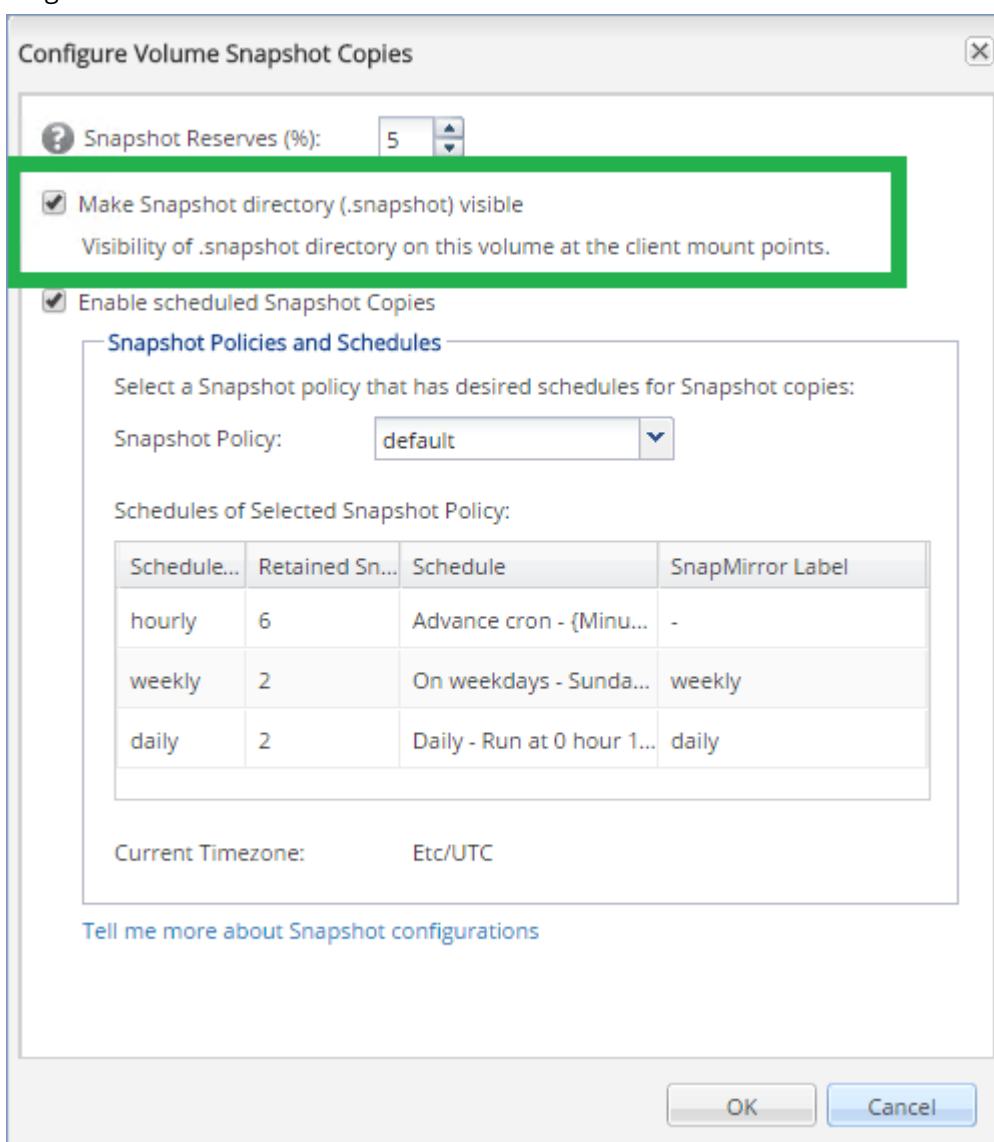 Configure Volume Snapshot Copies
Snapshot Reserves (%): 5
Make Snapshot directory (.snapshot) visible
Visibility of .snapshot directory on this volume at the client mount points.
Enable scheduled Snapshot Copies
Snapshot Policies and Schedules
Select a Snapshot policy that has desired schedules for Snapshot copies:
Snapshot Policy: default
Schedules of Selected Snapshot Policy:
Schedule... Retained Sn... Schedule SnapMirror Label
hourly 6 Advance cron - {Minu... -
weekly 2 On weekdays - Sunda... weekly
daily 2 Daily - Run at 0 hour 1... daily
Current Timezone: Etc/UTC
Tell me more about Snapshot configurations
OK Cancel